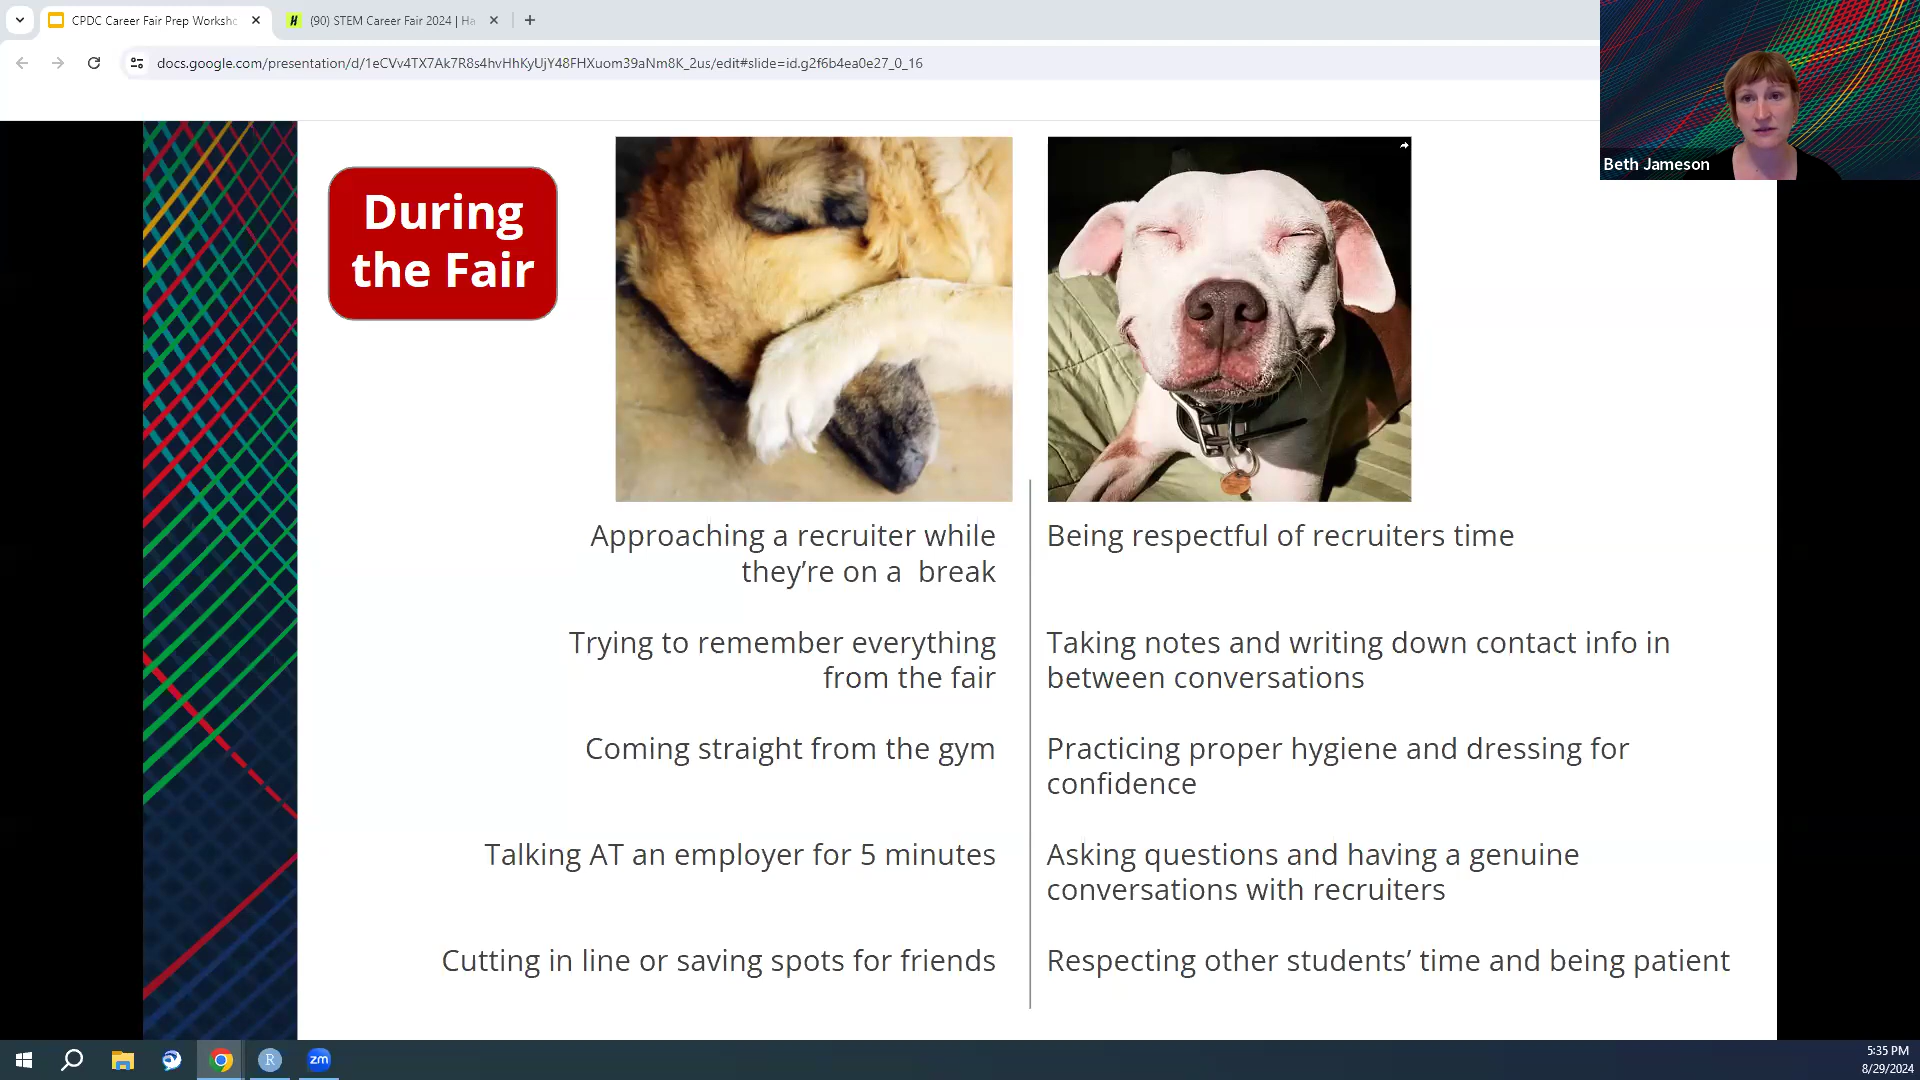 CPDC Career Fair Prep Worksho
(90) STEM Career Fair 2024 | Ha
docs.google.com/presentation/d/1eCVv4TX7Ak7R8s4hvHhKyUjY48FHXuom39aNm8K_2us/edit#slide=id.g2f6b4ea0e27_0_16
Beth Jameson
During
the Fair
Approaching a recruiter while
they’re on a break
Being respectful of recruiters time
Trying to remember everything
from the fair
Taking notes and writing down contact info in
between conversations
Coming straight from the gym
Practicing proper hygiene and dressing for
confidence
Talking AT an employer for 5 minutes
Asking questions and having a genuine
conversations with recruiters
Cutting in line or saving spots for friends
Respecting other students’ time and being patient
R
zm
5:35 PM
8/29/2024